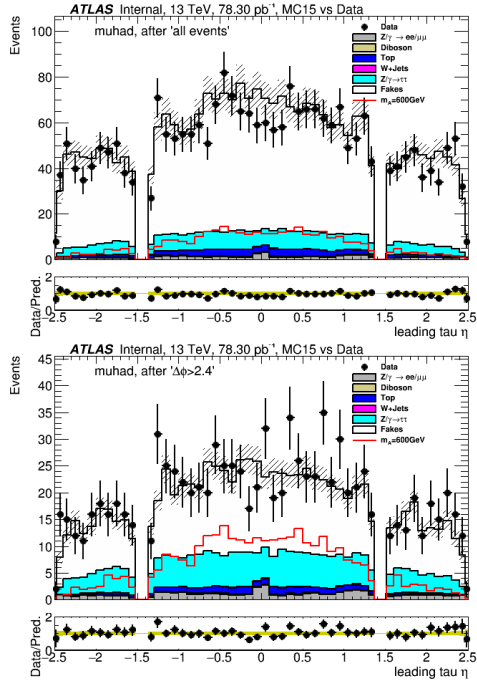 ATLAS Internal, 13 TeV, 78.30 pb⁻¹, MC15 vs Data
Events
100
80
60
40
20
0
muhad, after 'all events'
Data
Z/γ → ee/μμ
Diboson
Top
W+Jets
Z/γ→ττ
Fakes
m_A=600GeV
Data/Pred.
2
1
0
−2.5 −2 −1.5 −1 −0.5 0 0.5 1 1.5 2 2.5
leading tau η
ATLAS Internal, 13 TeV, 78.30 pb⁻¹, MC15 vs Data
Events
45
40
35
30
25
20
15
10
5
0
muhad, after 'Δϕ>2.4'
Data
Z/γ → ee/μμ
Diboson
Top
W+Jets
Z/γ→ττ
Fakes
m_A=600GeV
Data/Pred.
2
1
0
−2.5 −2 −1.5 −1 −0.5 0 0.5 1 1.5 2 2.5
leading tau η